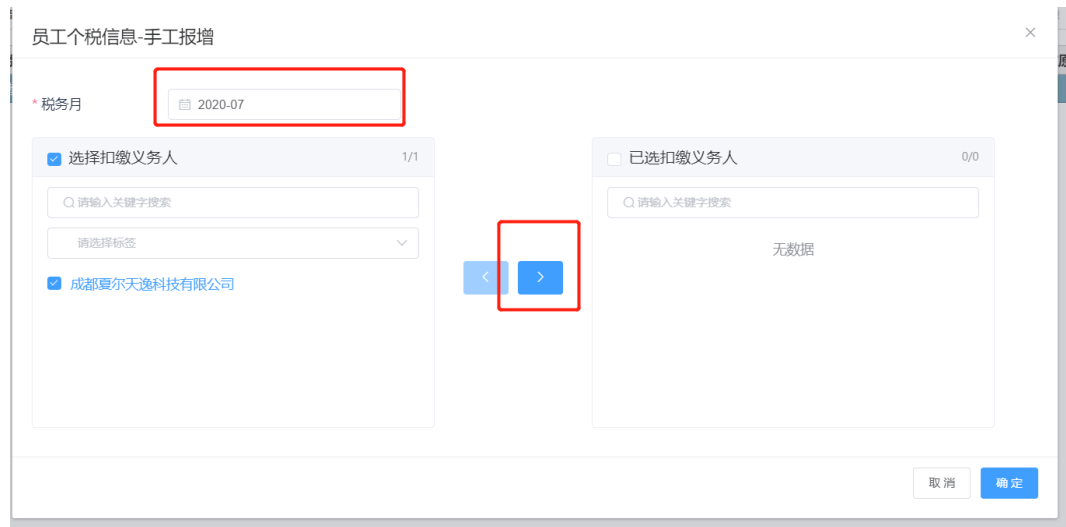 员工个税信息-手工报增
* 税务月
2020-07
选择扣缴义务人 1/1
请输入关键字搜索
请选择标签
成都夏尔天逸科技有限公司
已选扣缴义务人 0/0
请输入关键字搜索
无数据
取消
确定